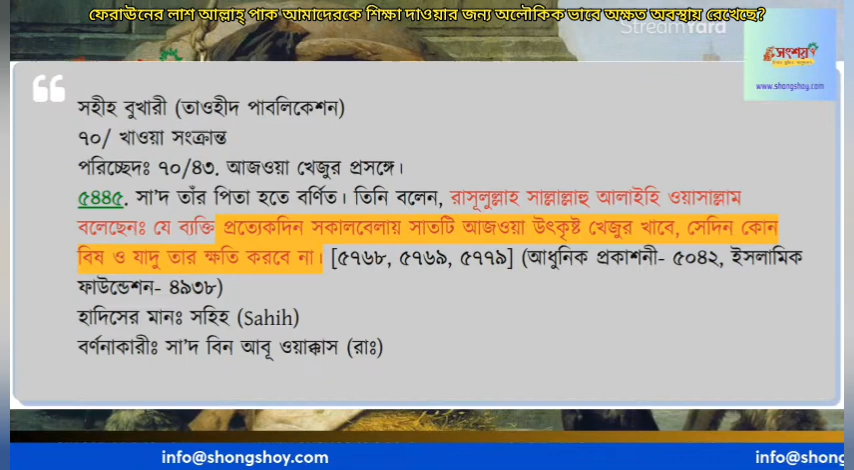 ফেরাঊনের লাশ আল্লাহ্ পাক আমাদেরকে শিক্ষা দাওয়ার জন্য অলৌকিক ভাবে অক্ষত অবস্থায় রেখেছে?
StreamYard
সংশয়
www.shongshoy.com
সহীহ বুখারী (তাওহীদ পাবলিকেশন)
৭০/ খাওয়া সংক্রান্ত
পরিচ্ছেদঃ ৭০/৪৩. আজওয়া খেজুর প্রসঙ্গে।
৫৪৪৫. সা’দ তাঁর পিতা হতে বর্ণিত। তিনি বলেন, রাসূলুল্লাহ সাল্লাল্লাহু আলাইহি ওয়াসাল্লাম
বলেছেনঃ যে ব্যক্তি প্রত্যেকদিন সকালবেলায় সাতটি আজওয়া উৎকৃষ্ট খেজুর খাবে, সেদিন কোন
বিষ ও যাদু তার ক্ষতি করবে না। [৫৭৬৮, ৫৭৬৯, ৫৭৭৯] (আধুনিক প্রকাশনী- ৫০৪২, ইসলামিক
ফাউন্ডেশন- ৪৯৩৮)
হাদিসের মানঃ সহিহ (Sahih)
বর্ণনাকারীঃ সা’দ বিন আবূ ওয়াক্কাস (রাঃ)
info@shongshoy.com
info@shong